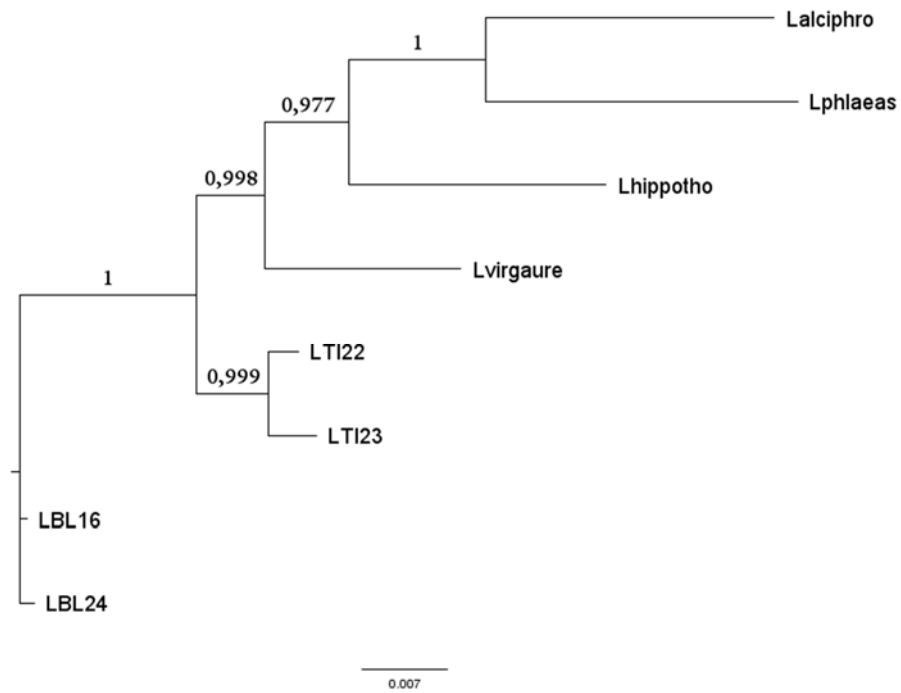 Lalciphro
1
Lphlaeas
0,977
0,998
Lhippotho
Lvirgaure
1
LTI22
0,999
LTI23
LBL16
LBL24
0.007